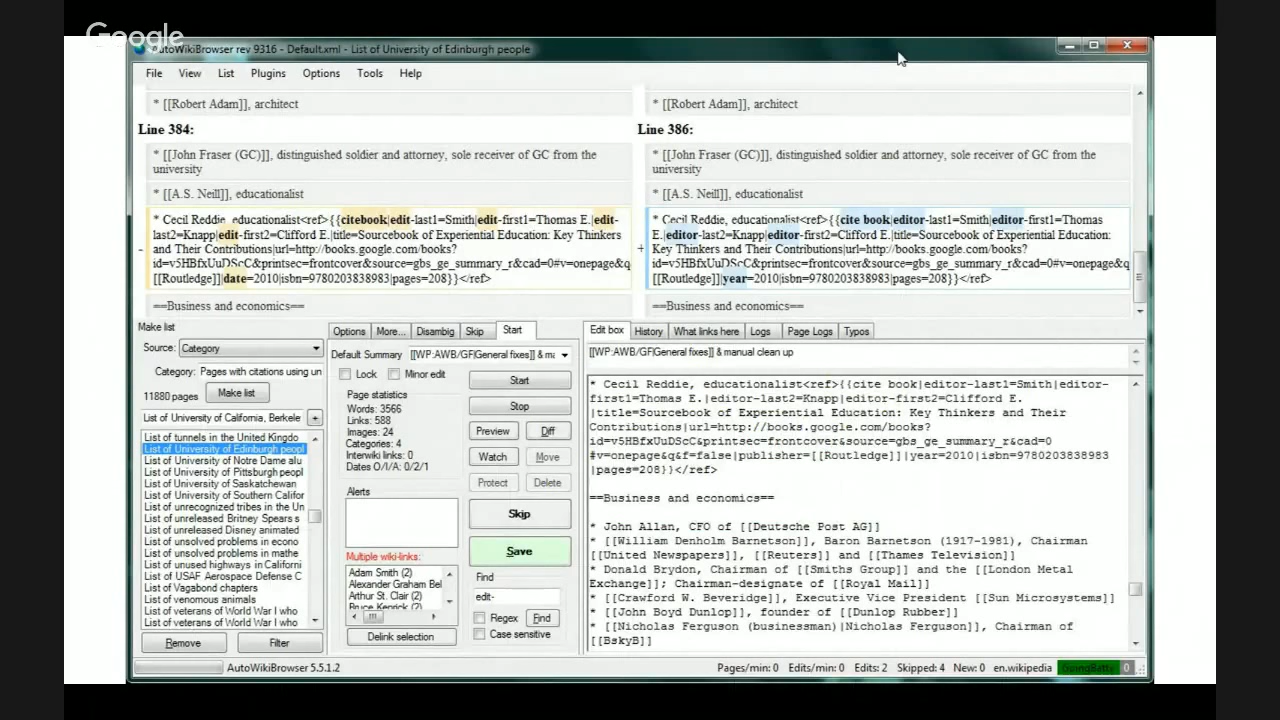 Google
AutoWikiBrowser rev 9316 - Default.xml - List of University of Edinburgh people
File View List Plugins Options Tools Help
* [[Robert Adam]], architect
* [[Robert Adam]], architect
Line 384:
Line 386:
* [[John Fraser (GC)]], distinguished soldier and attorney, sole receiver of GC from the
university
* [[John Fraser (GC)]], distinguished soldier and attorney, sole receiver of GC from the
university
* [[A.S. Neill]], educationalist
* [[A.S. Neill]], educationalist
* Cecil Reddie, educationalist<ref>{{citebook|edit-last1=Smith|edit-first1=Thomas E.|edit-
last2=Knapp|edit-first2=Clifford E.|title=Sourcebook of Experiential Education: Key Thinkers
and Their Contributions|url=http://books.google.com/books?
- id=v5HBfxUuDScC&printsec=frontcover&source=gbs_ge_summary_r&cad=0#v=onepage&q
[[Routledge]]|date=2010|isbn=9780203838983|pages=208}}</ref>
* Cecil Reddie, educationalist<ref>{{cite book|editor-last1=Smith|editor-first1=Thomas
E.|editor-last2=Knapp|editor-first2=Clifford E.|title=Sourcebook of Experiential Education:
+ Key Thinkers and Their Contributions|url=http://books.google.com/books?
id=v5HBfxUuDScC&printsec=frontcover&source=gbs_ge_summary_r&cad=0#v=onepage&q
[[Routledge]]|year=2010|isbn=9780203838983|pages=208}}</ref>
==Business and economics==
==Business and economics==
Make list
Source: Category
Category: Pages with citations using un
11880 pages Make list
List of University of California, Berkele +
List of tunnels in the United Kingdo
List of University of Edinburgh peopl
List of University of Notre Dame alu
List of University of Pittsburgh peopl
List of University of Saskatchewan
List of University of Southern Califor
List of unrecognized tribes in the Un
List of unreleased Britney Spears s
List of unreleased Disney animated
List of unsolved problems in econo
List of unsolved problems in mathe
List of unused highways in Californi
List of USAF Aerospace Defense C
List of Vagabond chapters
List of venomous animals
List of veterans of World War I who
List of veterans of World War I who
Remove Filter
Options More... Disambig Skip Start
Default Summary [[WP:AWB/GF|General fixes]] & ma
Lock Minor edit
Page statistics
Words: 3566
Links: 588
Images: 24
Categories: 4
Interwiki links: 0
Dates O/I/A: 0/2/1
Alerts
Multiple wiki-links:
Adam Smith (2)
Alexander Graham Bel
Arthur St. Clair (2)
Bruce Kenrick (2)
Delink selection
Start
Stop
Preview Diff
Watch Move
Protect Delete
Skip
Save
Find
edit-
Regex Find
Case sensitive
Edit box History What links here Logs Page Logs Typos
[[WP:AWB/GF|General fixes]] & manual clean up
* Cecil Reddie, educationalist<ref>{{cite book|editor-last1=Smith|editor-
first1=Thomas E.|editor-last2=Knapp|editor-first2=Clifford E.
|title=Sourcebook of Experiential Education: Key Thinkers and Their
Contributions|url=http://books.google.com/books?
id=v5HBfxUuDScC&printsec=frontcover&source=gbs_ge_summary_r&cad=0
#v=onepage&q&f=false|publisher=[[Routledge]]|year=2010|isbn=9780203838983
|pages=208}}</ref>
==Business and economics==
* John Allan, CFO of [[Deutsche Post AG]]
* [[William Denholm Barnetson]], Baron Barnetson (1917-1981), Chairman
[[United Newspapers]], [[Reuters]] and [[Thames Television]]
* Donald Brydon, Chairman of [[Smiths Group]] and the [[London Metal
Exchange]]; Chairman-designate of [[Royal Mail]]
* [[Crawford W. Beveridge]], Executive Vice President [[Sun Microsystems]]
* [[John Boyd Dunlop]], founder of [[Dunlop Rubber]]
* [[Nicholas Ferguson (businessman)|Nicholas Ferguson]], Chairman of
[[BskyB]]
AutoWikiBrowser 5.5.1.2
Pages/min: 0 Edits/min: 0 Edits: 2 Skipped: 4 New: 0 en.wikipedia GoingBatty 0